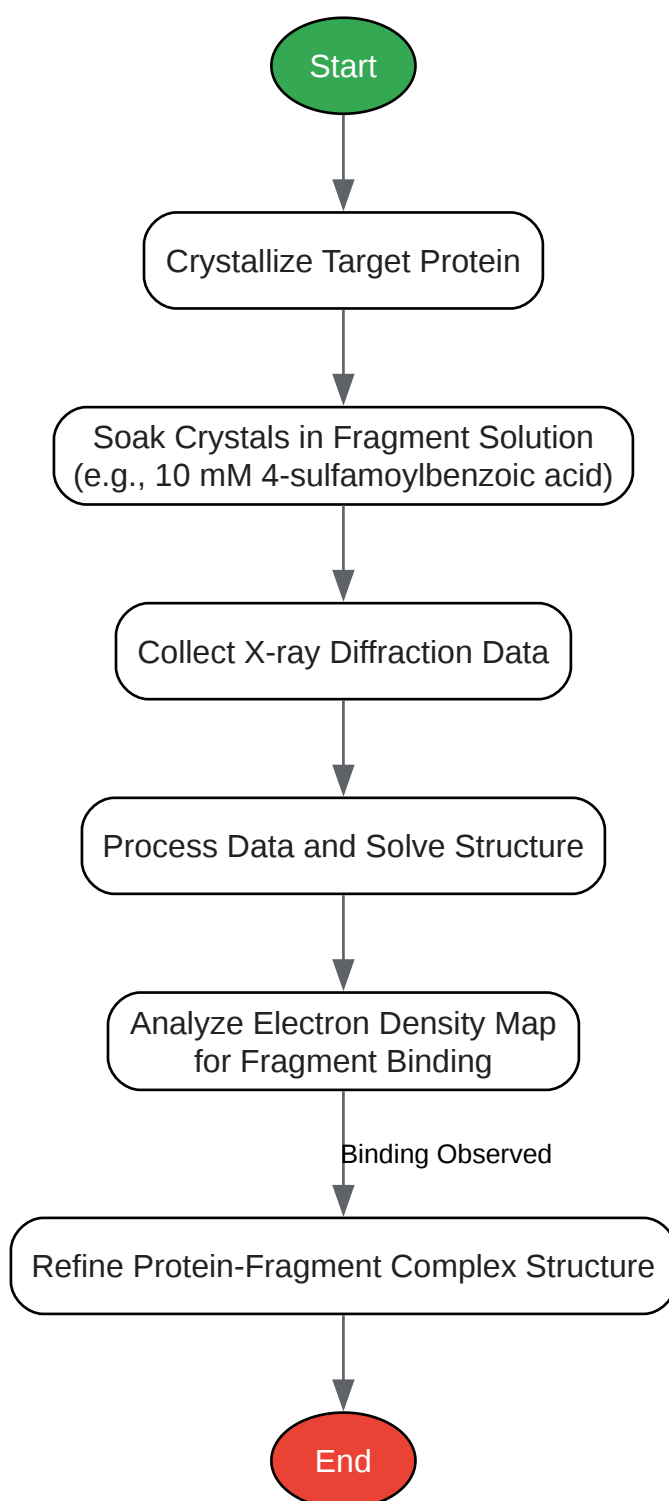 Start
Crystallize Target Protein
Soak Crystals in Fragment Solution
(e.g., 10 mM 4-sulfamoylbenzoic acid)
Collect X-ray Diffraction Data
Process Data and Solve Structure
Analyze Electron Density Map
for Fragment Binding
Binding Observed
Refine Protein-Fragment Complex Structure
End